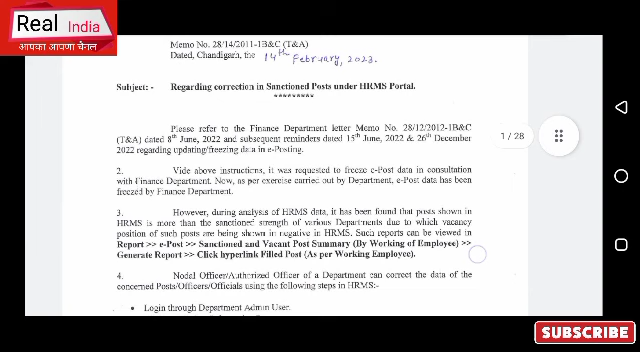 Real India
आपका आपणा चैनल
Memo No. 28/14/2011-1B&C (T&A)
Dated, Chandigarh, the 14th February, 2023.
Subject: - Regarding correction in Sanctioned Posts under HRMS Portal.
*********
Please refer to the Finance Department letter Memo No. 28/12/2012-1B&C
(T&A) dated 8th June, 2022 and subsequent reminders dated 15th June, 2022 & 26th December
2022 regarding updating/freezing data in e-Posting.
1 / 28
2. Vide above instructions, it was requested to freeze e-Post data in consultation
with Finance Department. Now, as per exercise carried out by Department, e-Post data has been
freezed by Finance Department.
3. However, during analysis of HRMS data, it has been found that posts shown in
HRMS is more than the sanctioned strength of various Departments due to which vacancy
position of such posts are being shown in negative in HRMS. Such reports can be viewed in
Report >> e-Post >> Sanctioned and Vacant Post Summary (By Working of Employee) >>
Generate Report >> Click hyperlink Filled Post (As per Working Employee).
4. Nodal Officer/Authorized Officer of a Department can correct the data of the
concerned Posts/Officers/Officials using the following steps in HRMS:-
• Login through Department Admin User.
SUBSCRIBE